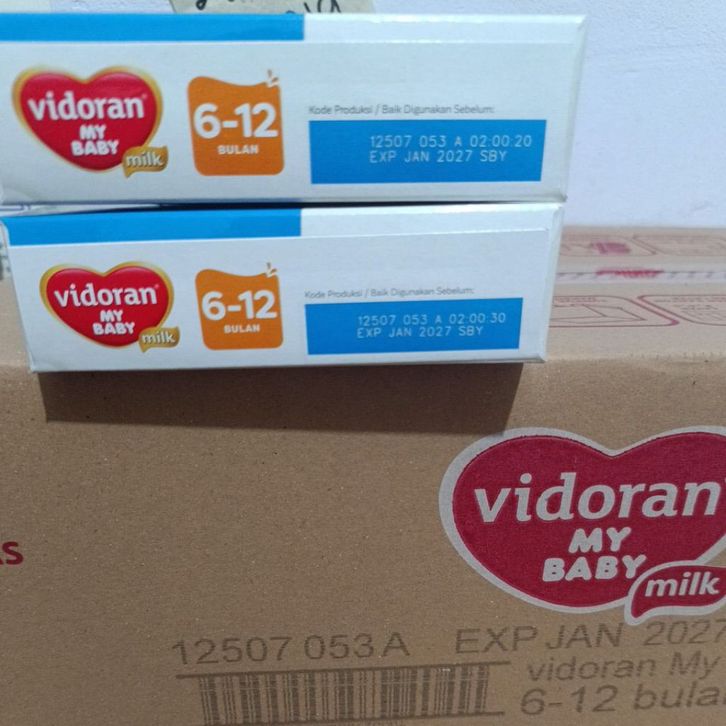 vidoran
MY
BABY
milk
6-12
BULAN
Kode Produksi / Baik Digunakan Sebelum:
12507 053 A 02:00:20
EXP JAN 2027 SBY
vidoran
MY
BABY
milk
6-12
BULAN
Kode Produksi / Baik Digunakan Sebelum:
12507 053 A 02:00:30
EXP JAN 2027 SBY
vidoran
MY
BABY
milk
12507 053A EXP JAN 2027
vidoran My
6-12 bula